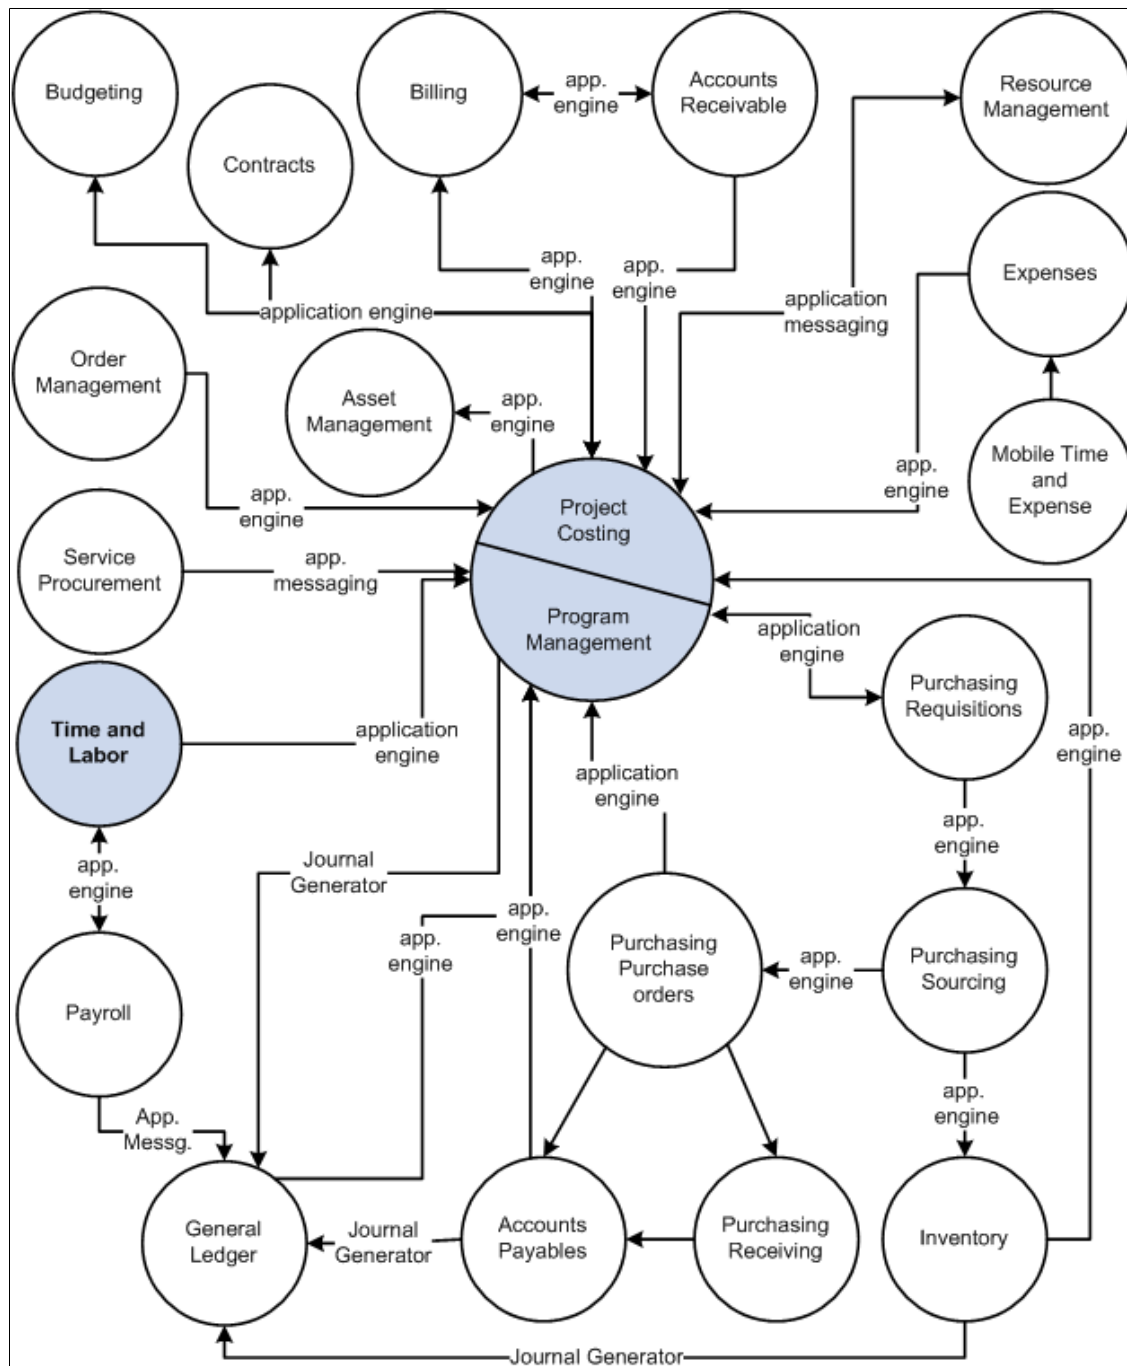 Budgeting
Billing
app.
engine
Accounts
Receivable
Resource
Management
Contracts
app.
engine
app.
engine
application
messaging
Expenses
application engine
Order
Management
Asset
Management
app.
engine
Mobile Time
and
Expense
app.
engine
app.
engine
Project
Costing
Service
Procurement
app.
messaging
Program
Management
application
engine
Purchasing
Requisitions
Time and
Labor
application
engine
app.
engine
application
engine
app.
engine
app.
engine
Journal
Generator
app.
engine
app.
engine
Purchasing
Purchase
orders
app.
engine
Purchasing
Sourcing
Payroll
App.
Messg.
app.
engine
General
Ledger
Journal
Generator
Accounts
Payables
Purchasing
Receiving
Inventory
Journal Generator